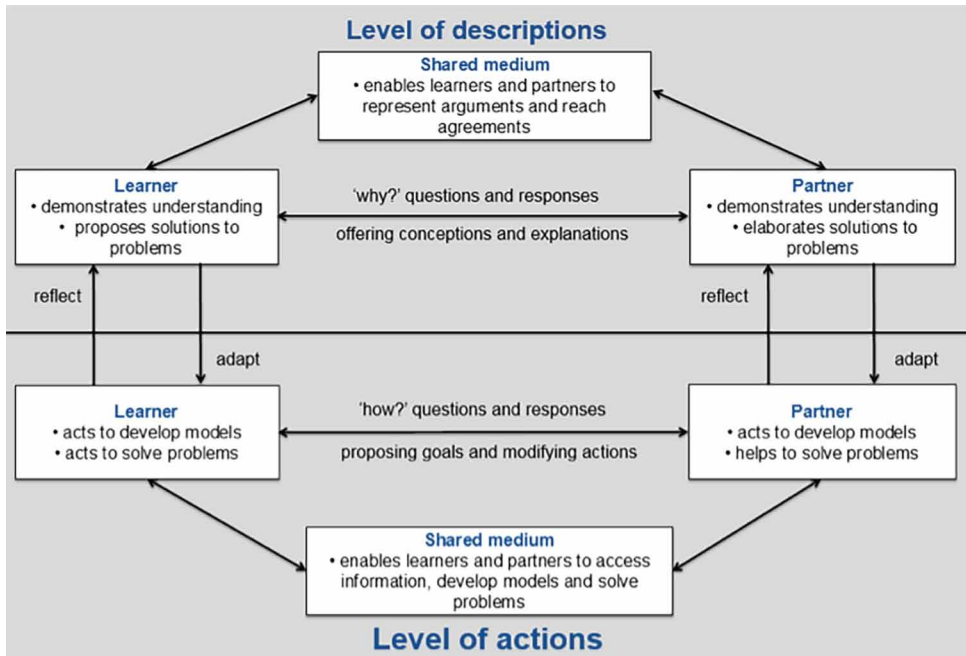 Level of descriptions
Shared medium
• enables learners and partners to
represent arguments and reach
agreements
Learner
• demonstrates understanding
• proposes solutions to
problems
'why?' questions and responses
offering conceptions and explanations
Partner
• demonstrates understanding
• elaborates solutions to
problems
reflect
adapt
reflect
adapt
Learner
• acts to develop models
• acts to solve problems
'how?' questions and responses
proposing goals and modifying actions
Partner
• acts to develop models
• helps to solve problems
Shared medium
• enables learners and partners to access
information, develop models and solve
problems
Level of actions